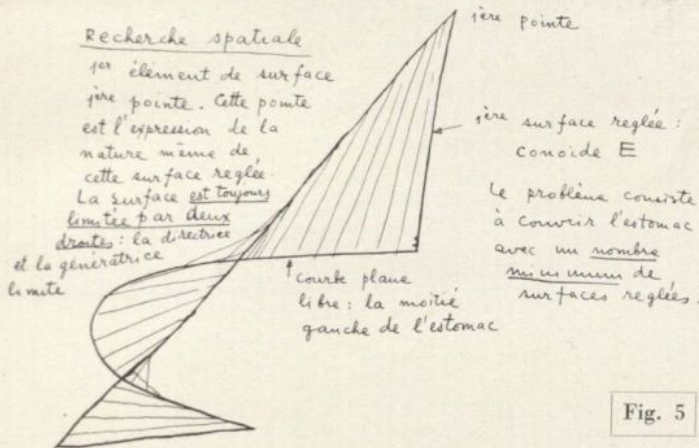 Recherche spatiale
1er élément de surface
1ère pointe. Cette pointe
est l'expression de la
nature même de
cette surface reglée.
La surface est toujours
limitée par deux
droites : la directrice
et la génératrice
limite
1ère pointe
1ère surface reglée :
conoïde E
Le problème consiste
à couvrir l'estomac
avec un nombre
minimum de
surfaces reglées.
courbe plane
libre : la moitié
gauche de l'estomac
Fig. 5